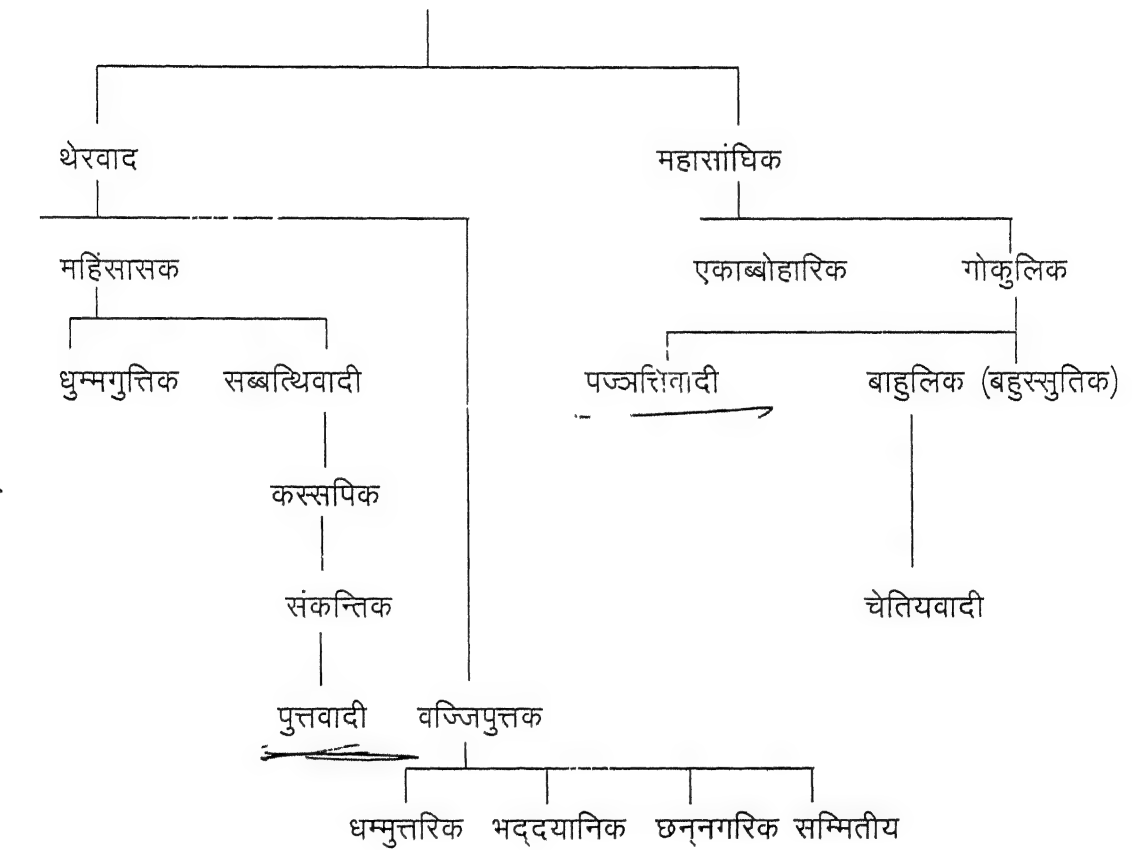 थेरवाद महासांघिक
महिंसासक एकाब्बोहारिक गोकुलिक
धुम्मगुत्तिक सब्बत्थिवादी पञ्ञत्तिवादी बाहुलिक (बहुस्सुतिक)
कस्सपिक
संकन्तिक चेतियवादी
पुत्तवादी वज्जिपुत्तक
धम्मुत्तरिक भद्दयानिक छन्नगरिक सम्मितीय